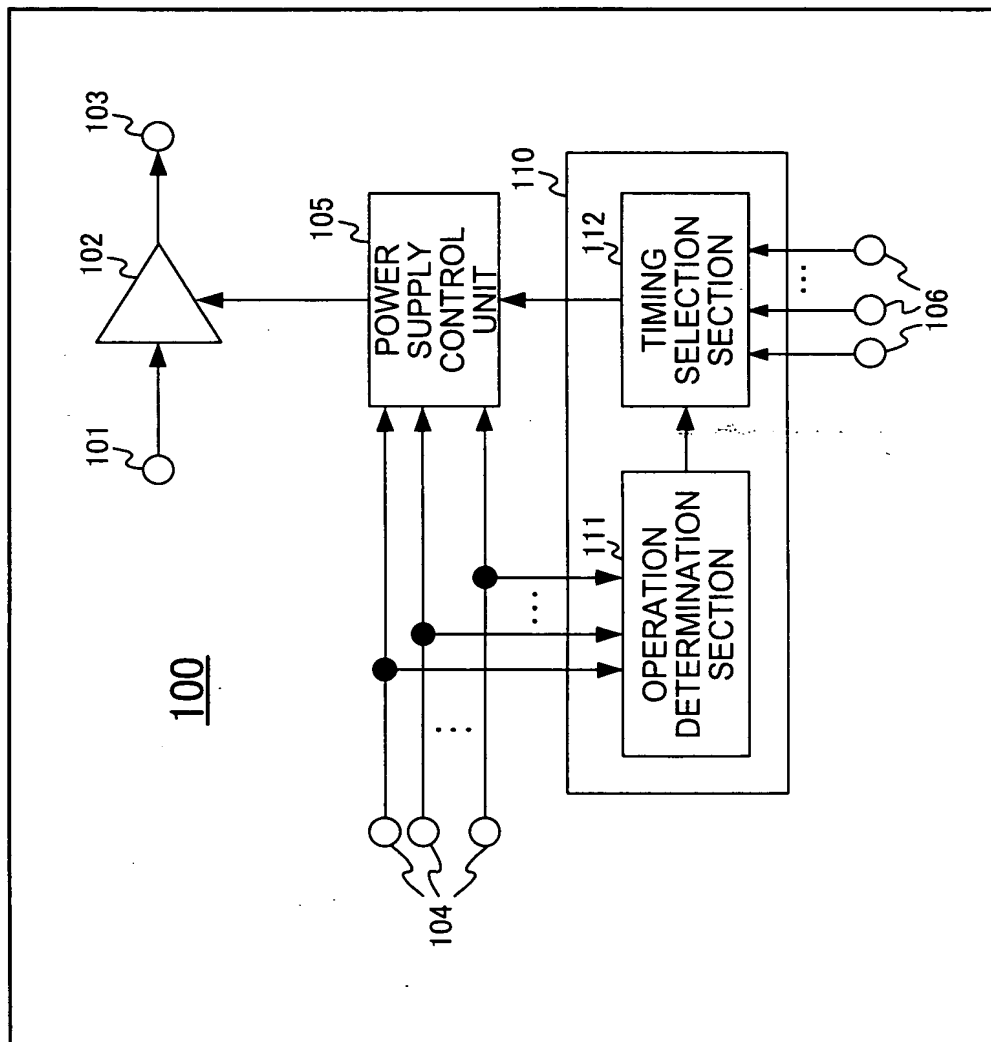 100
101
102
103
104
105
POWER
SUPPLY
CONTROL
UNIT
110
111
OPERATION
DETERMINATION
SECTION
112
TIMING
SELECTION
SECTION
106